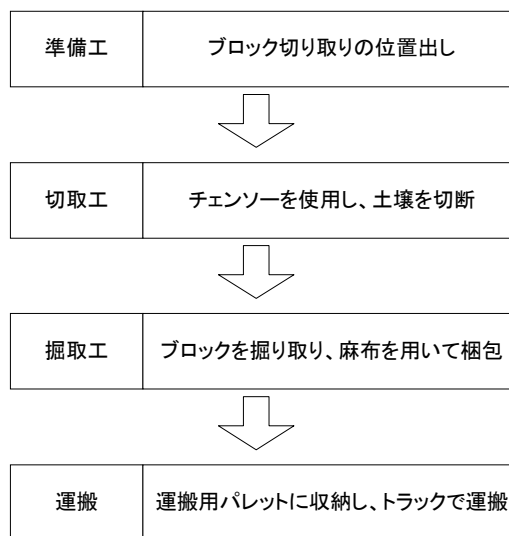 準備工 ブロック切り取りの位置出し
切取工 チェンソーを使用し、土壌を切断
掘取工 ブロックを掘り取り、麻布を用いて梱包
運搬 運搬用パレットに収納し、トラックで運搬